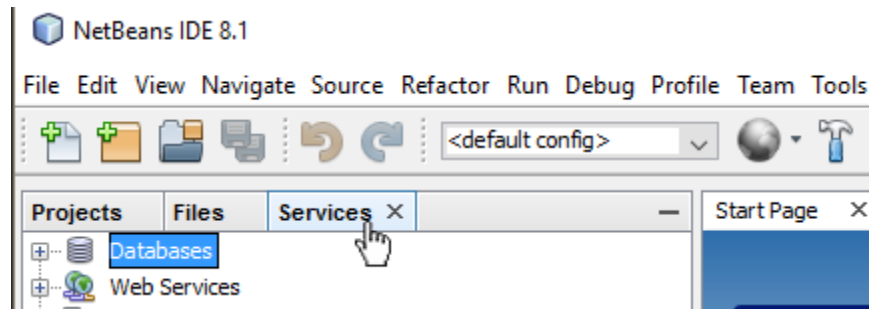 NetBeans IDE 8.1
File Edit View Navigate Source Refactor Run Debug Profile Team Tools
<default config>
Projects Files Services Start Page
Databases
Web Services